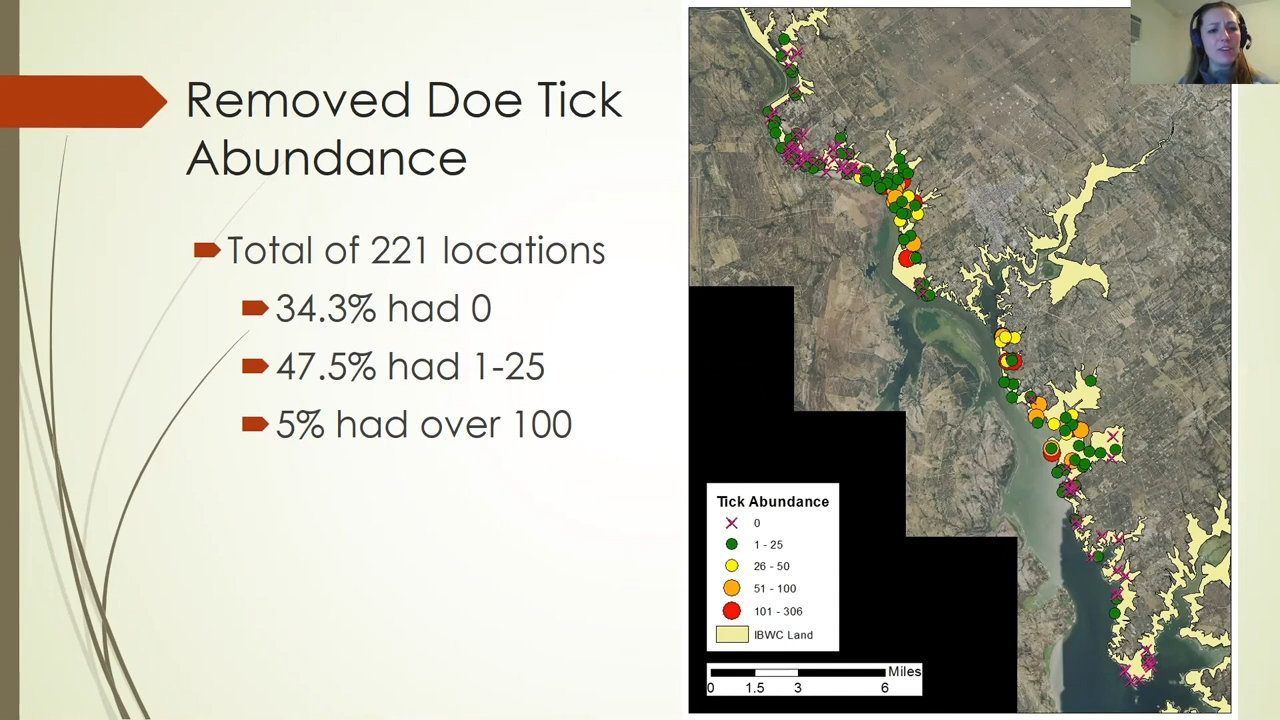 Removed Doe Tick
Abundance
Total of 221 locations
34.3% had 0
47.5% had 1-25
5% had over 100
Tick Abundance
0
1 - 25
26 - 50
51 - 100
101 - 306
IBWC Land
Miles
0 1.5 3 6